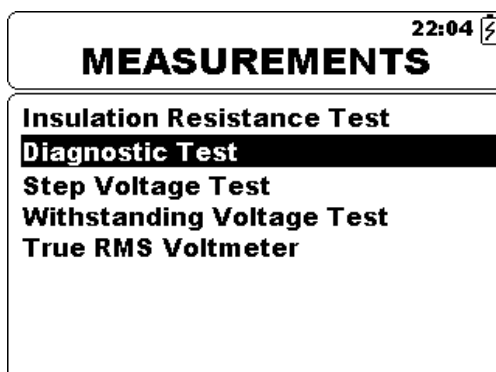 22:04
MEASUREMENTS
Insulation Resistance Test
Diagnostic Test
Step Voltage Test
Withstanding Voltage Test
True RMS Voltmeter